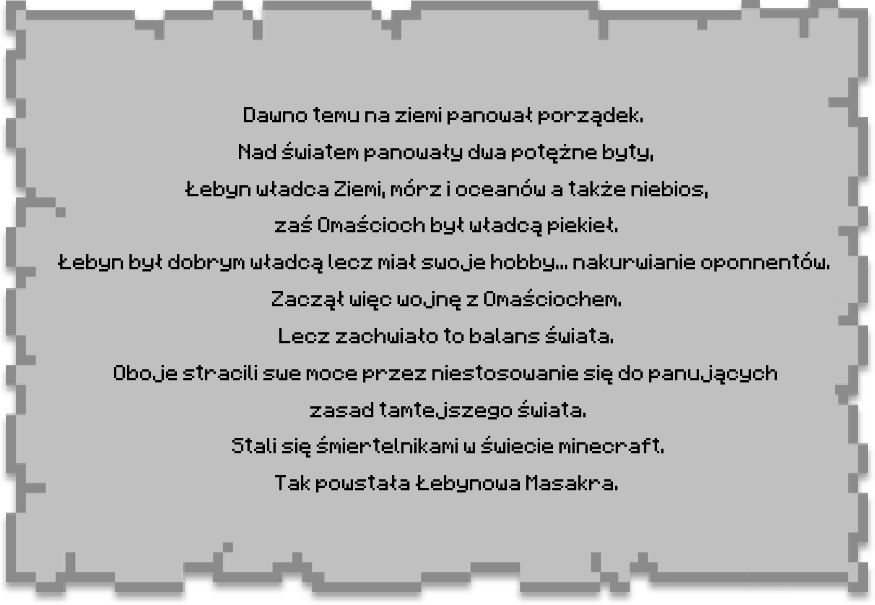 Dawno temu na ziemi panował porządek.
Nad światem panowały dwa potężne byty,
Łebyn władca Ziemi, mórz i oceanów a także niebios,
zaś Omaścioch był władcą piekieł.
Łebyn był dobrym władcą lecz miał swoje hobby... nakurwianie oponnentów.
Zaczął więc wojnę z Omaściochem.
Lecz zachwiało to balans świata.
Oboje stracili swe moce przez niestosowanie się do panujących
zasad tamtejszego świata.
Stali się śmiertelnikami w świecie minecraft.
Tak powstała Łebynowa Masakra.